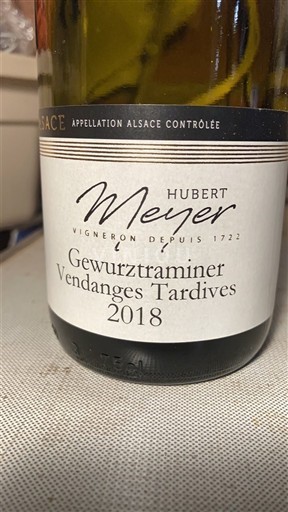 ALSACE APPELLATION ALSACE CONTRÔLÉE
HUBERT
Meyer
VIGNERON DEPUIS 1722
Gewurztraminer
Vendanges Tardives
2018